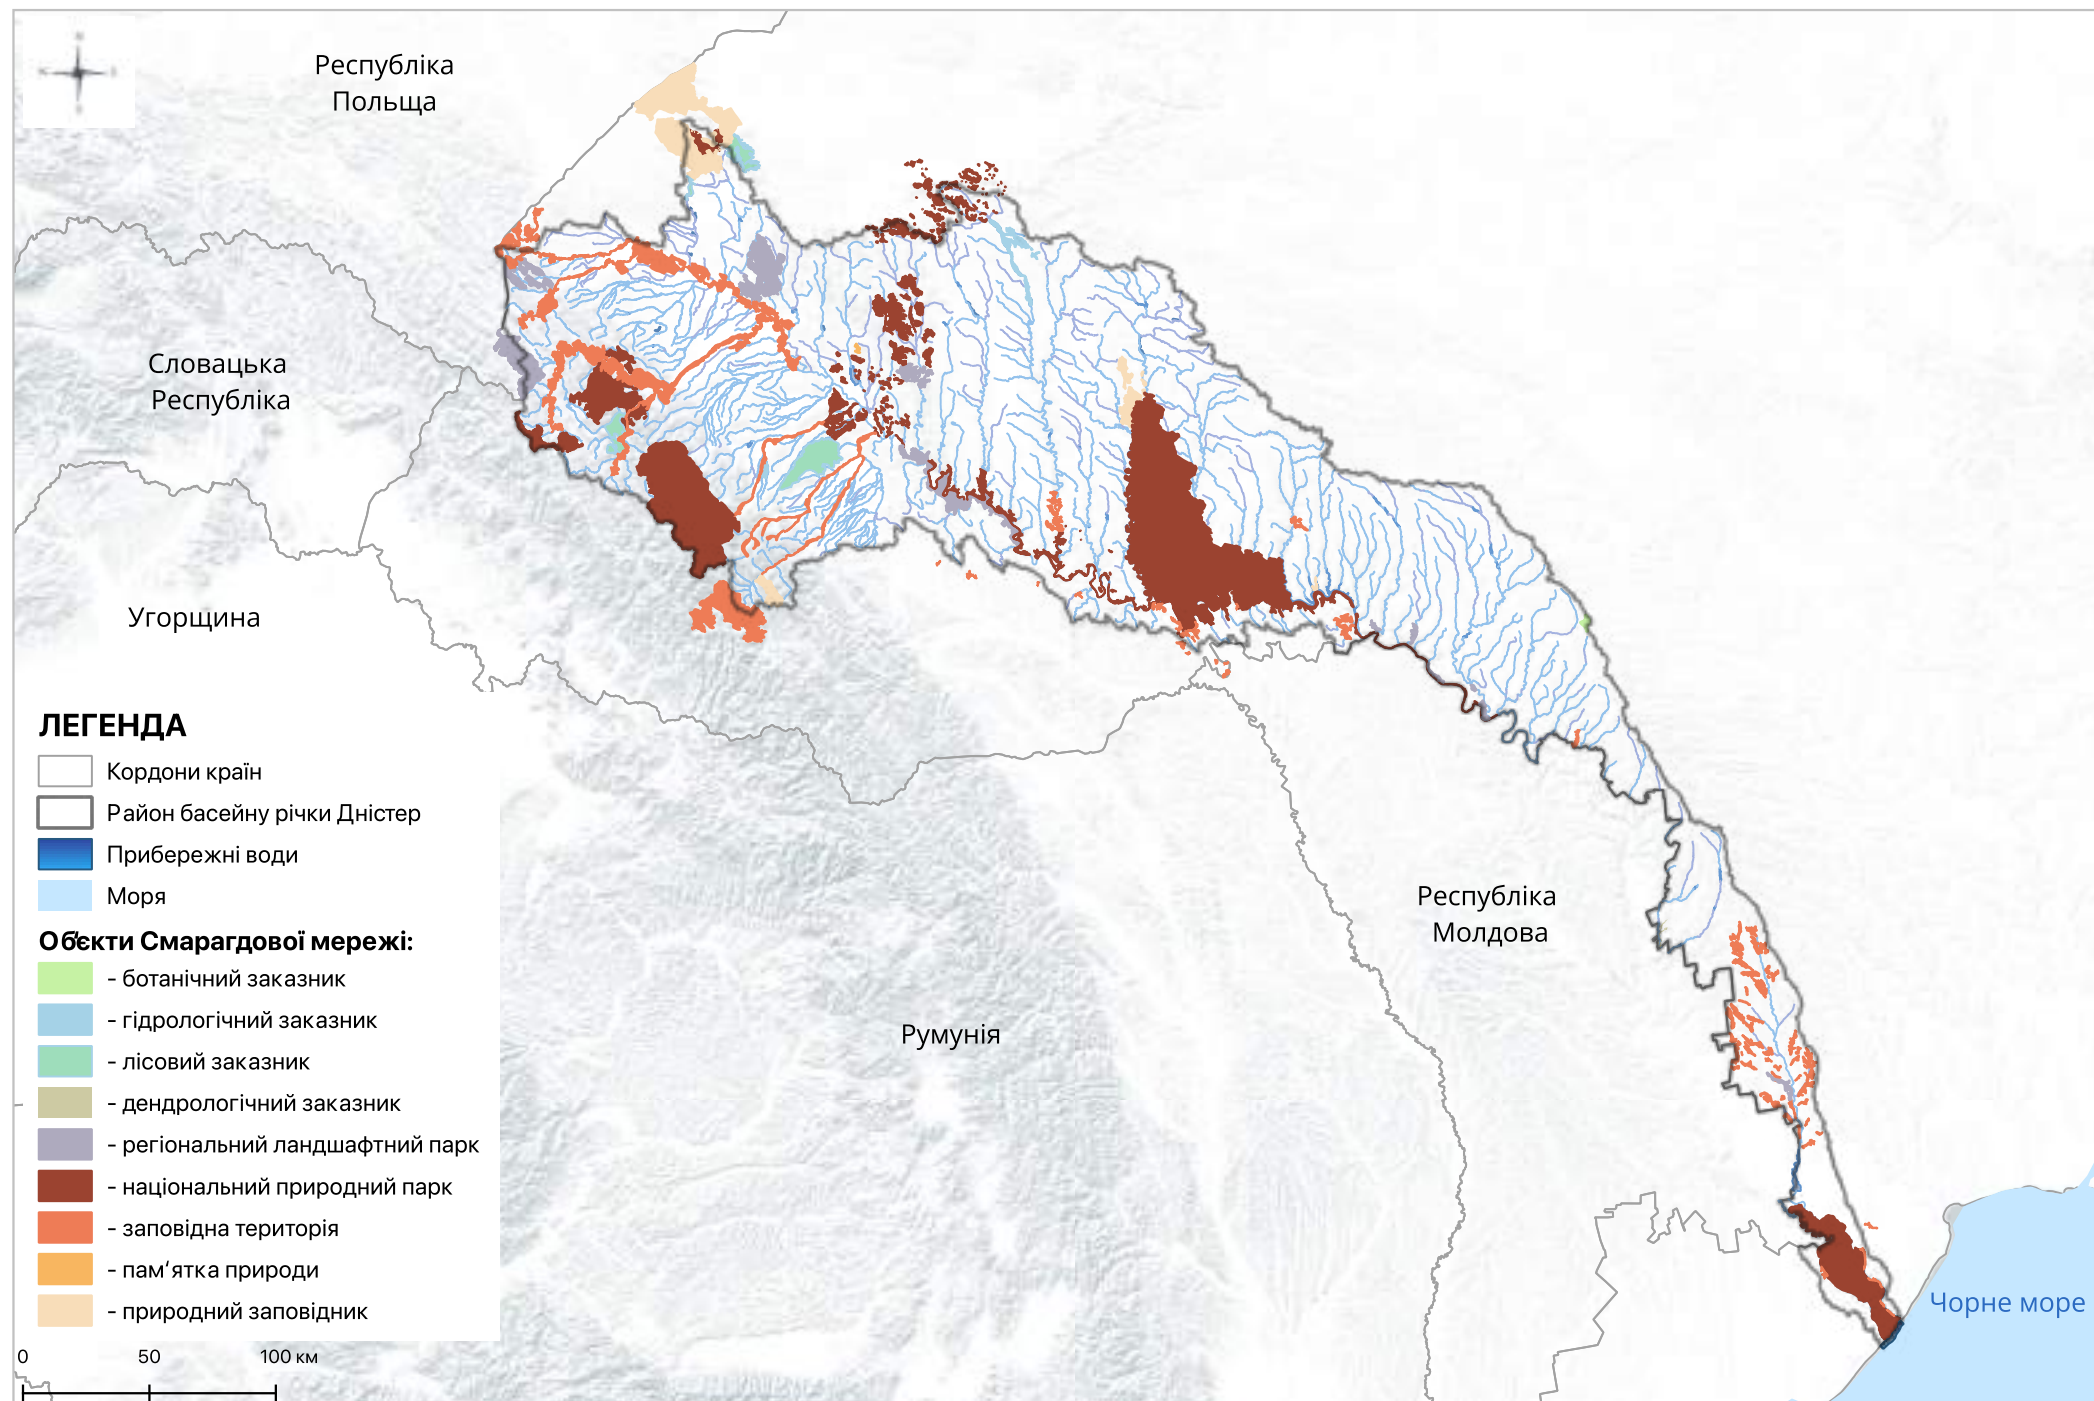 Республіка
Польща
Словацька
Республіка
Угорщина
ЛЕГЕНДА
Кордони країн
Район басейну річки Дністер
Прибережні води
Моря
Об'єкти Смарагдової мережі:
- ботанічний заказник
- гідрологічний заказник
- лісовий заказник
- дендрологічний заказник
- регіональний ландшафтний парк
- національний природний парк
- заповідна територія
- пам‘ятка природи
- природний заповідник
0 50 100 км
Румунія
Республіка
Молдова
Чорне море